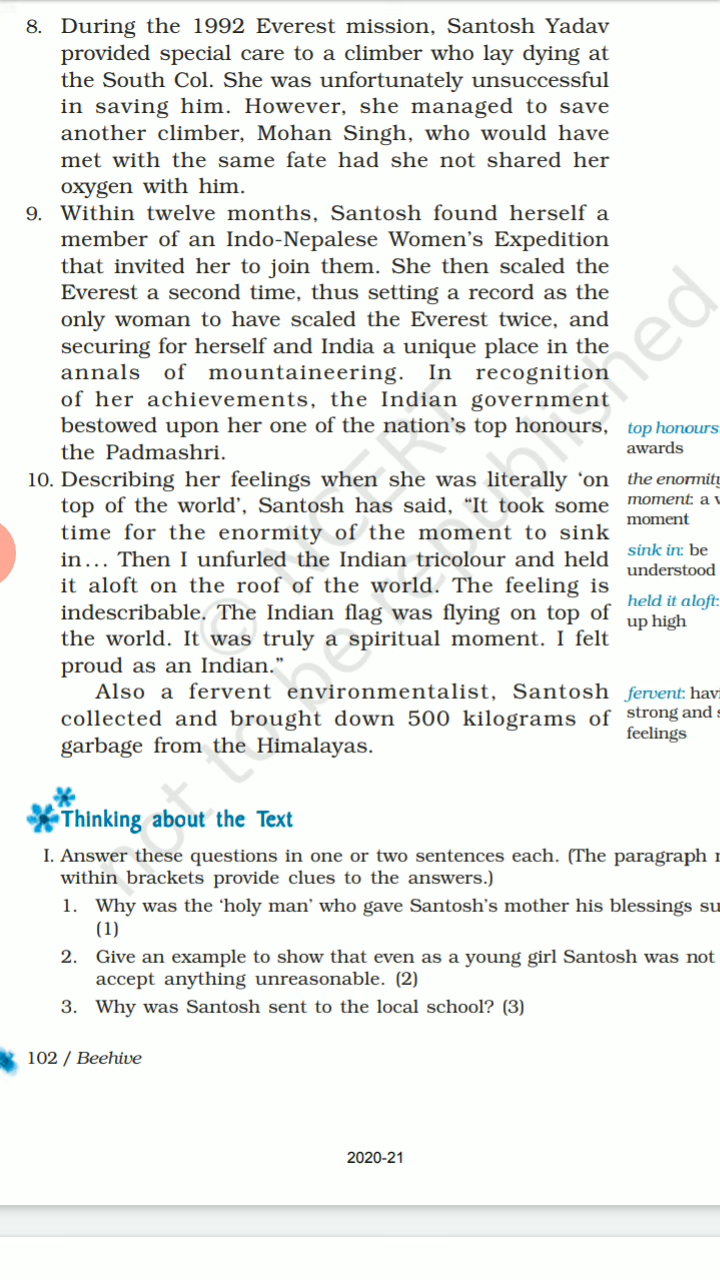 8. During the 1992 Everest mission, Santosh Yadav
provided special care to a climber who lay dying at
the South Col. She was unfortunately unsuccessful
in saving him. However, she managed to save
another climber, Mohan Singh, who would have
met with the same fate had she not shared her
oxygen with him.
9. Within twelve months, Santosh found herself a
member of an Indo-Nepalese Women's Expedition
that invited her to join them. She then scaled the
Everest a second time, thus setting a record as the
only woman to have scaled the Everest twice, and
securing for herself and India a unique place in the
annals of mountaineering. In recognition
of her achievements, the Indian government
bestowed upon her one of the nation's top honours,
the Padmashri.
top honours:
awards
10. Describing her feelings when she was literally 'on
top of the world', Santosh has said, "It took some
time for the enormity of the moment to sink
in... Then I unfurled the Indian tricolour and held
it aloft on the roof of the world. The feeling is
indescribable. The Indian flag was flying on top of
the world. It was truly a spiritual moment. I felt
proud as an Indian."
the
moment: a
moment
sink in: be
understood
held it aloft:
up high
Also a fervent environmentalist, Santosh
collected and brought down 500 kilograms of
garbage from the Himalayas.
fervent:
strong and
feelings
Thinking about the Text
I. Answer these questions in one or two sentences each. (The paragraph
within brackets provide clues to the answers.)
1. Why was the 'holy man' who gave Santosh's mother his blessings
(1)
2. Give an example to show that even as a young girl Santosh was not
accept anything unreasonable. (2)
3. Why was Santosh sent to the local school? (3)
102 / Beehive
2020-21
© NCERT
not to be republished